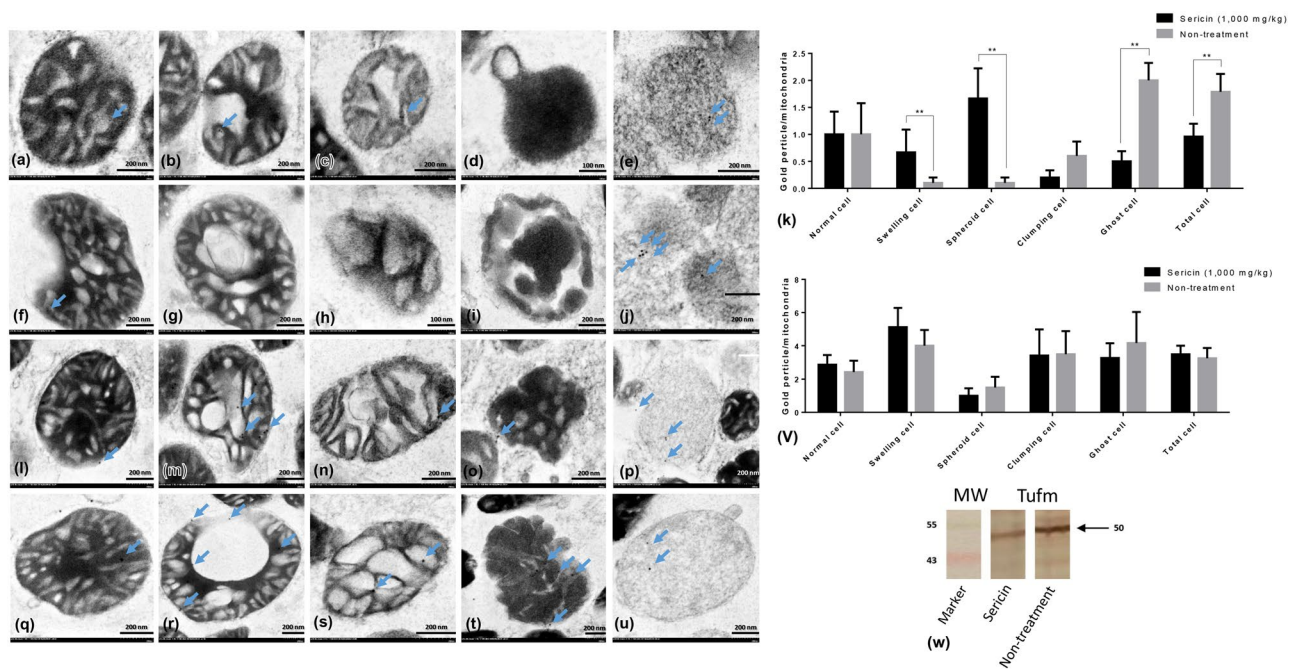 (a) 200 nm
(b) 200 nm
(c) 200 nm
(d) 100 nm
(e) 200 nm
(f) 200 nm
(g) 200 nm
(h) 100 nm
(i) 200 nm
(j) 200 nm
(l) 200 nm
(m) 200 nm
(n) 200 nm
(o) 200 nm
(p) 200 nm
(q) 200 nm
(r) 200 nm
(s) 200 nm
(t) 200 nm
(u) 200 nm
Sericin (1,000 mg/kg)
Non-treatment
Gold perticle/mitochondria
2.5
2.0
1.5
1.0
0.5
0.0
** ** ** **
Normal cell
Swelling cell
Spheroid cell
Clumping cell
Ghost cell
Total cell
(k)
Sericin (1,000 mg/kg)
Non-treatment
Gold perticle/mitochondria
8
6
4
2
0
Normal cell
Swelling cell
Spheroid cell
Clumping cell
Ghost cell
Total cell
(V)
MW Tufm
55
50
43
Marker
Sericin
Non-treatment
(w)